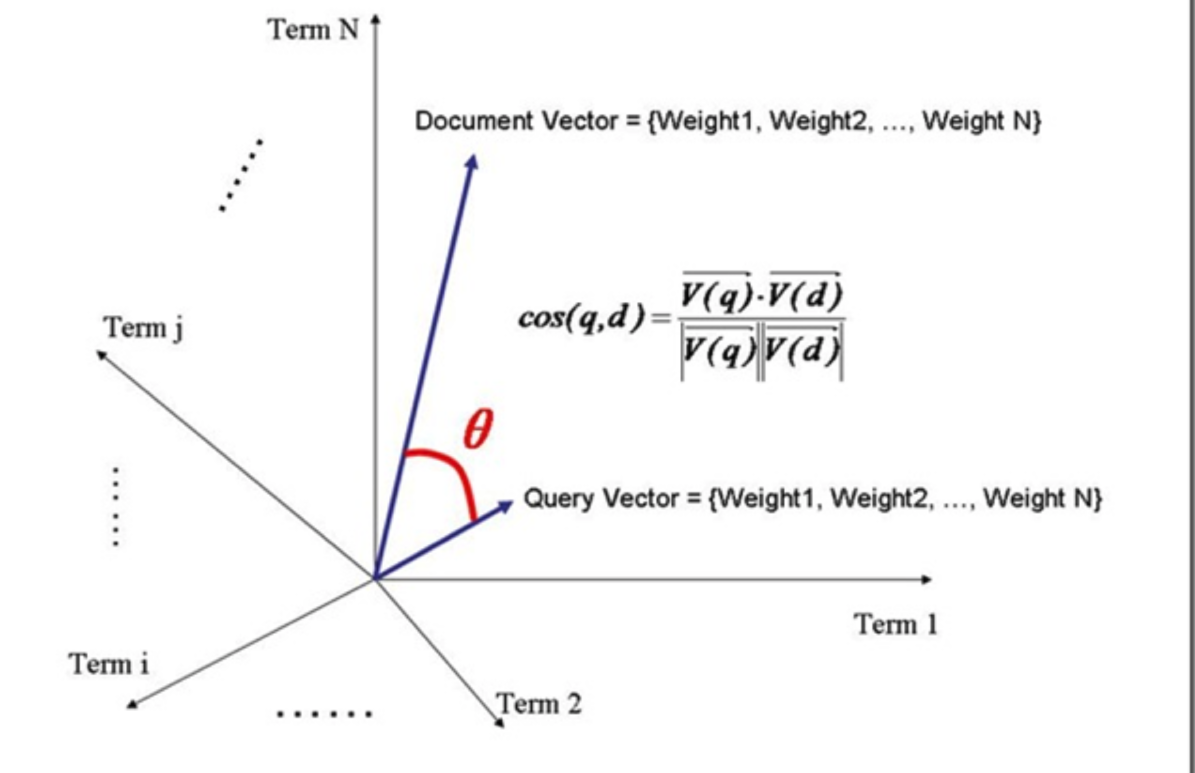 Term N
Document Vector = {Weight1, Weight2, ..., Weight N}
cos(q,d) = V(q)·V(d) / |V(q)||V(d)|
Term j
θ
Query Vector = {Weight1, Weight2, ..., Weight N}
Term 1
Term i
Term 2